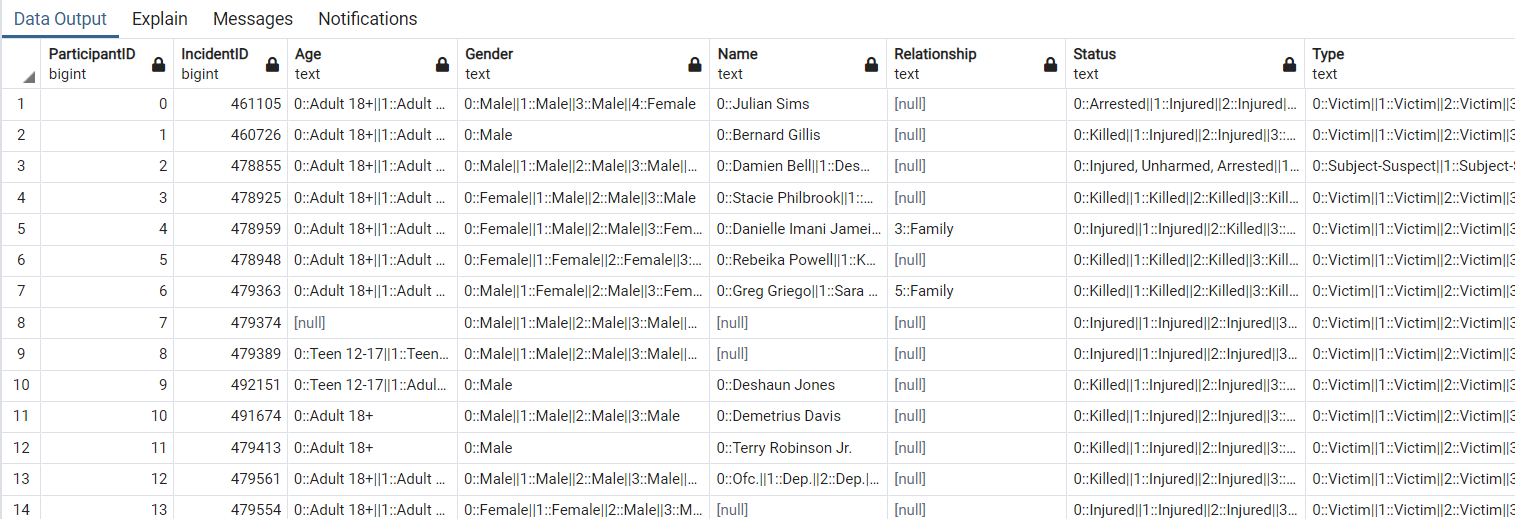 Data Output Explain Messages Notifications
ParticipantID IncidentID Age Gender Name Relationship Status Type
bigint bigint text text text text text text
1 0 461105 0::Adult 18+||1::Adult ... 0::Male||1::Male||3::Male||4::Female 0::Julian Sims [null] 0::Arrested||1::Injured||2::Injured|... 0::Victim||1::Victim||2::Victim||3
2 1 460726 0::Adult 18+||1::Adult ... 0::Male 0::Bernard Gillis [null] 0::Killed||1::Injured||2::Injured||3::... 0::Victim||1::Victim||2::Victim||3
3 2 478855 0::Adult 18+||1::Adult ... 0::Male||1::Male||2::Male||3::Male||... 0::Damien Bell||1::Des... [null] 0::Injured, Unharmed, Arrested||1... 0::Subject-Suspect||1::Subject-S
4 3 478925 0::Adult 18+||1::Adult ... 0::Female||1::Male||2::Male||3::Male 0::Stacie Philbrook||1::... [null] 0::Killed||1::Killed||2::Killed||3::Kill... 0::Victim||1::Victim||2::Victim||3
5 4 478959 0::Adult 18+||1::Adult ... 0::Female||1::Male||2::Male||3::Fem... 0::Danielle Imani Jamei... 3::Family 0::Injured||1::Injured||2::Killed||3::... 0::Victim||1::Victim||2::Victim||3
6 5 478948 0::Adult 18+||1::Adult ... 0::Female||1::Female||2::Female||3::... 0::Rebeika Powell||1::K... [null] 0::Killed||1::Killed||2::Killed||3::Kill... 0::Victim||1::Victim||2::Victim||3
7 6 479363 0::Adult 18+||1::Adult ... 0::Male||1::Female||2::Male||3::Fem... 0::Greg Griego||1::Sara ... 5::Family 0::Killed||1::Killed||2::Killed||3::Kill... 0::Victim||1::Victim||2::Victim||3
8 7 479374 [null] 0::Male||1::Male||2::Male||3::Male||... [null] [null] 0::Injured||1::Injured||2::Injured||3... 0::Victim||1::Victim||2::Victim||3
9 8 479389 0::Teen 12-17||1::Teen... 0::Male||1::Male||2::Male||3::Male||... [null] [null] 0::Injured||1::Injured||2::Injured||3... 0::Victim||1::Victim||2::Victim||3
10 9 492151 0::Teen 12-17||1::Adul... 0::Male 0::Deshaun Jones [null] 0::Killed||1::Injured||2::Injured||3::... 0::Victim||1::Victim||2::Victim||3
11 10 491674 0::Adult 18+ 0::Male||1::Male||2::Male||3::Male 0::Demetrius Davis [null] 0::Killed||1::Injured||2::Injured||3::... 0::Victim||1::Victim||2::Victim||3
12 11 479413 0::Adult 18+ 0::Male 0::Terry Robinson Jr. [null] 0::Killed||1::Injured||2::Injured||3::... 0::Victim||1::Victim||2::Victim||3
13 12 479561 0::Adult 18+||1::Adult ... 0::Male||1::Male||2::Male||3::Male||... 0::Ofc.||1::Dep.||2::Dep.|... [null] 0::Killed||1::Injured||2::Injured||3::... 0::Victim||1::Victim||2::Victim||3
14 13 479554 0::Adult 18+||1::Adult ... 0::Female||1::Female||2::Male||3::M... [null] [null] 0::Injured||1::Injured||2::Injured||3... 0::Victim||1::Victim||2::Victim||3